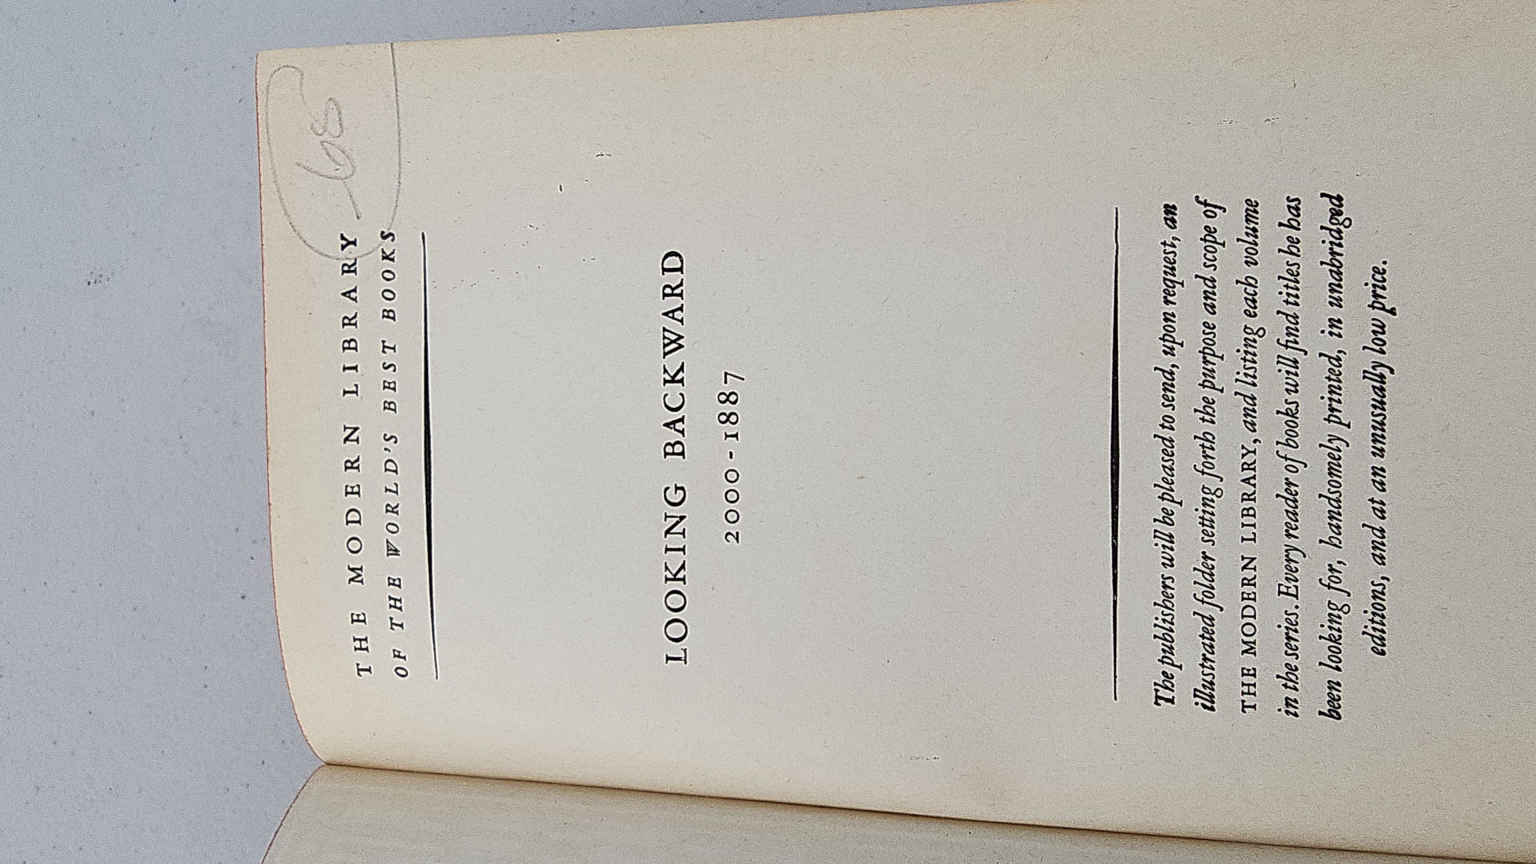 .68
THE MODERN LIBRARY
OF THE WORLD'S BEST BOOKS
LOOKING BACKWARD
2000-1887
The publishers will be pleased to send, upon request, an
illustrated folder setting forth the purpose and scope of
THE MODERN LIBRARY, and listing each volume
in the series. Every reader of books will find titles he has
been looking for, handsomely printed, in unabridged
editions, and at an unusually low price.